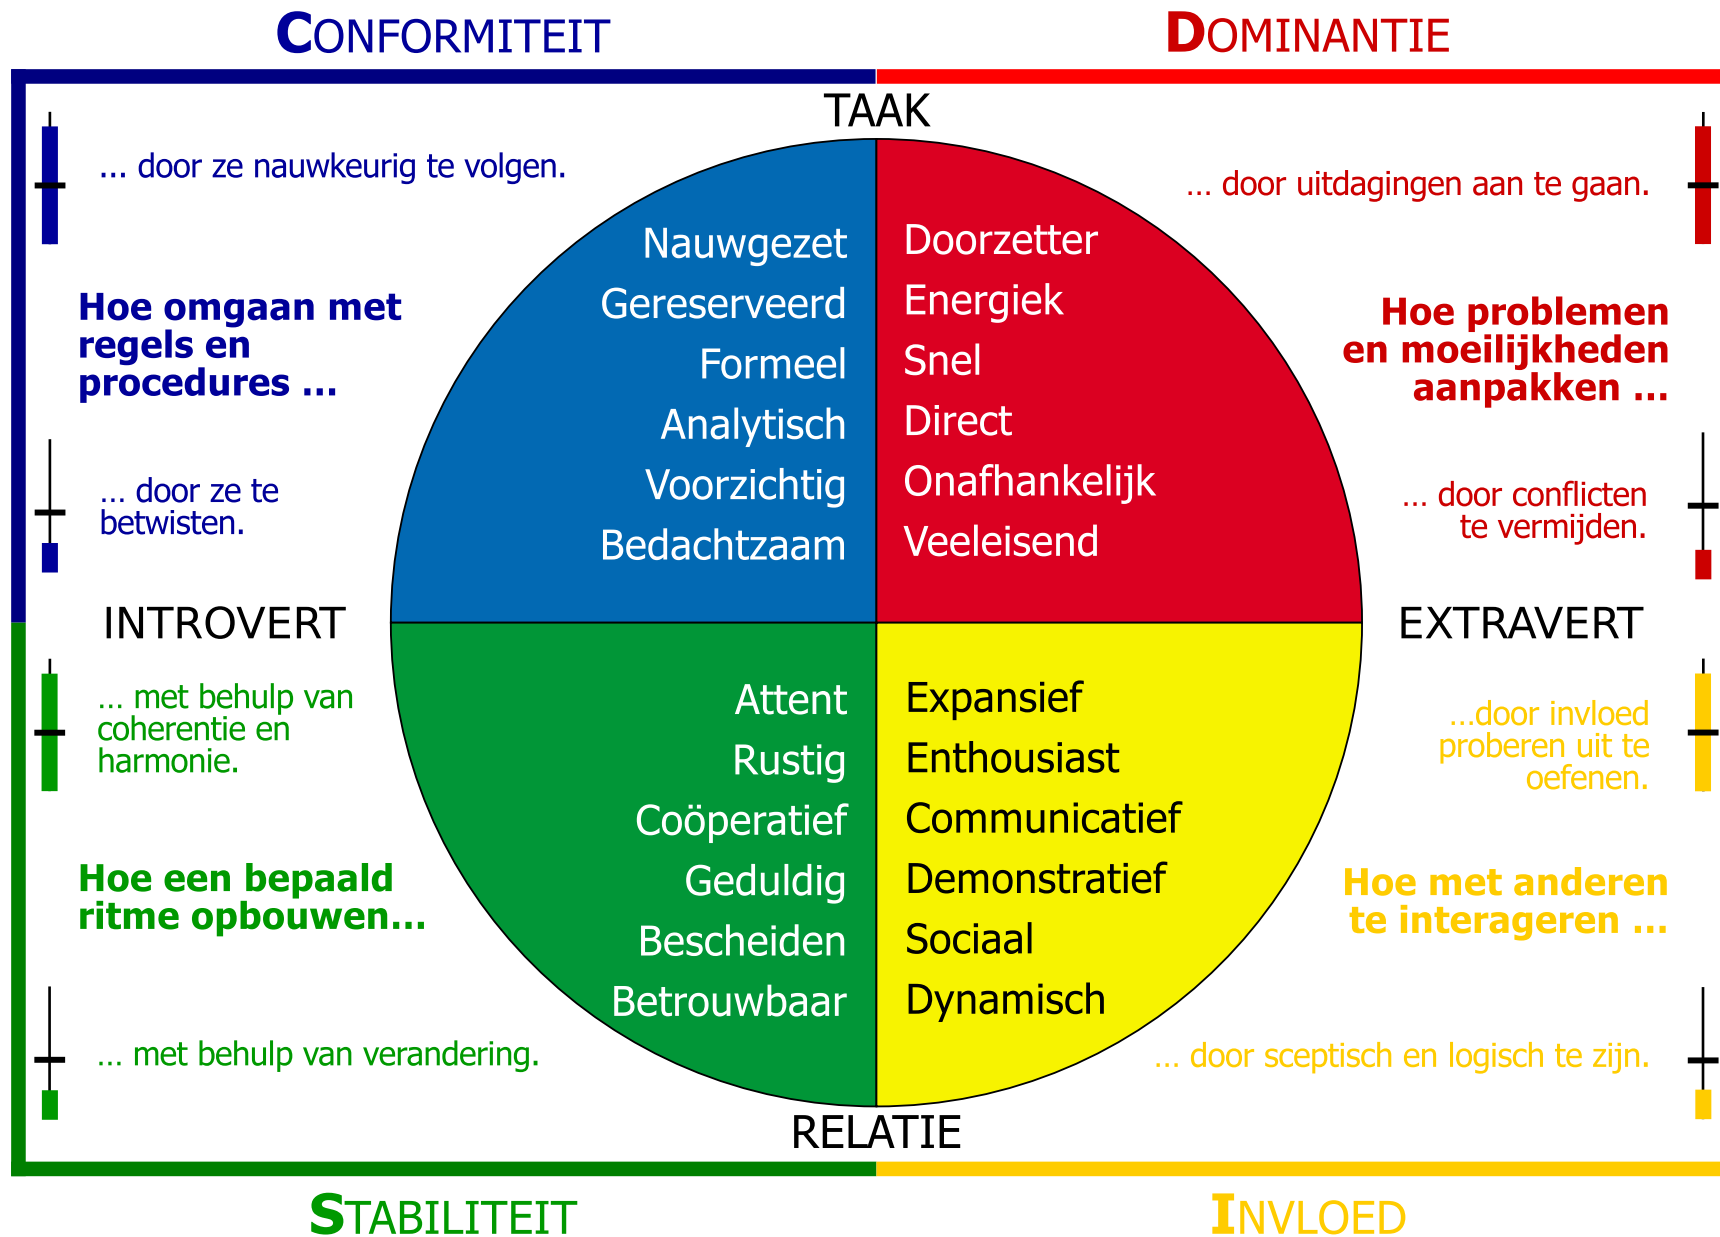 CONFORMITEIT
DOMINANTIE
TAAK
... door ze nauwkeurig te volgen.
Hoe omgaan met
regels en
procedures ...
... door ze te
betwisten.
Nauwgezet
Gereserveerd
Formeel
Analytisch
Voorzichtig
Bedachtzaam
Doorzetter
Energiek
Snel
Direct
Onafhankelijk
Veeleisend
... door uitdagingen aan te gaan.
Hoe problemen
en moeilijkheden
aanpakken ...
... door conflicten
te vermijden.
INTROVERT
EXTRAVERT
... met behulp van
coherentie en
harmonie.
Hoe een bepaald
ritme opbouwen...
... met behulp van verandering.
Attent
Rustig
Coöperatief
Geduldig
Bescheiden
Betrouwbaar
Expansief
Enthousiast
Communicatief
Demonstratief
Sociaal
Dynamisch
...door invloed
proberen uit te
oefenen.
Hoe met anderen
te interageren ...
... door sceptisch en logisch te zijn.
RELATIE
STABILITEIT
INVLOED